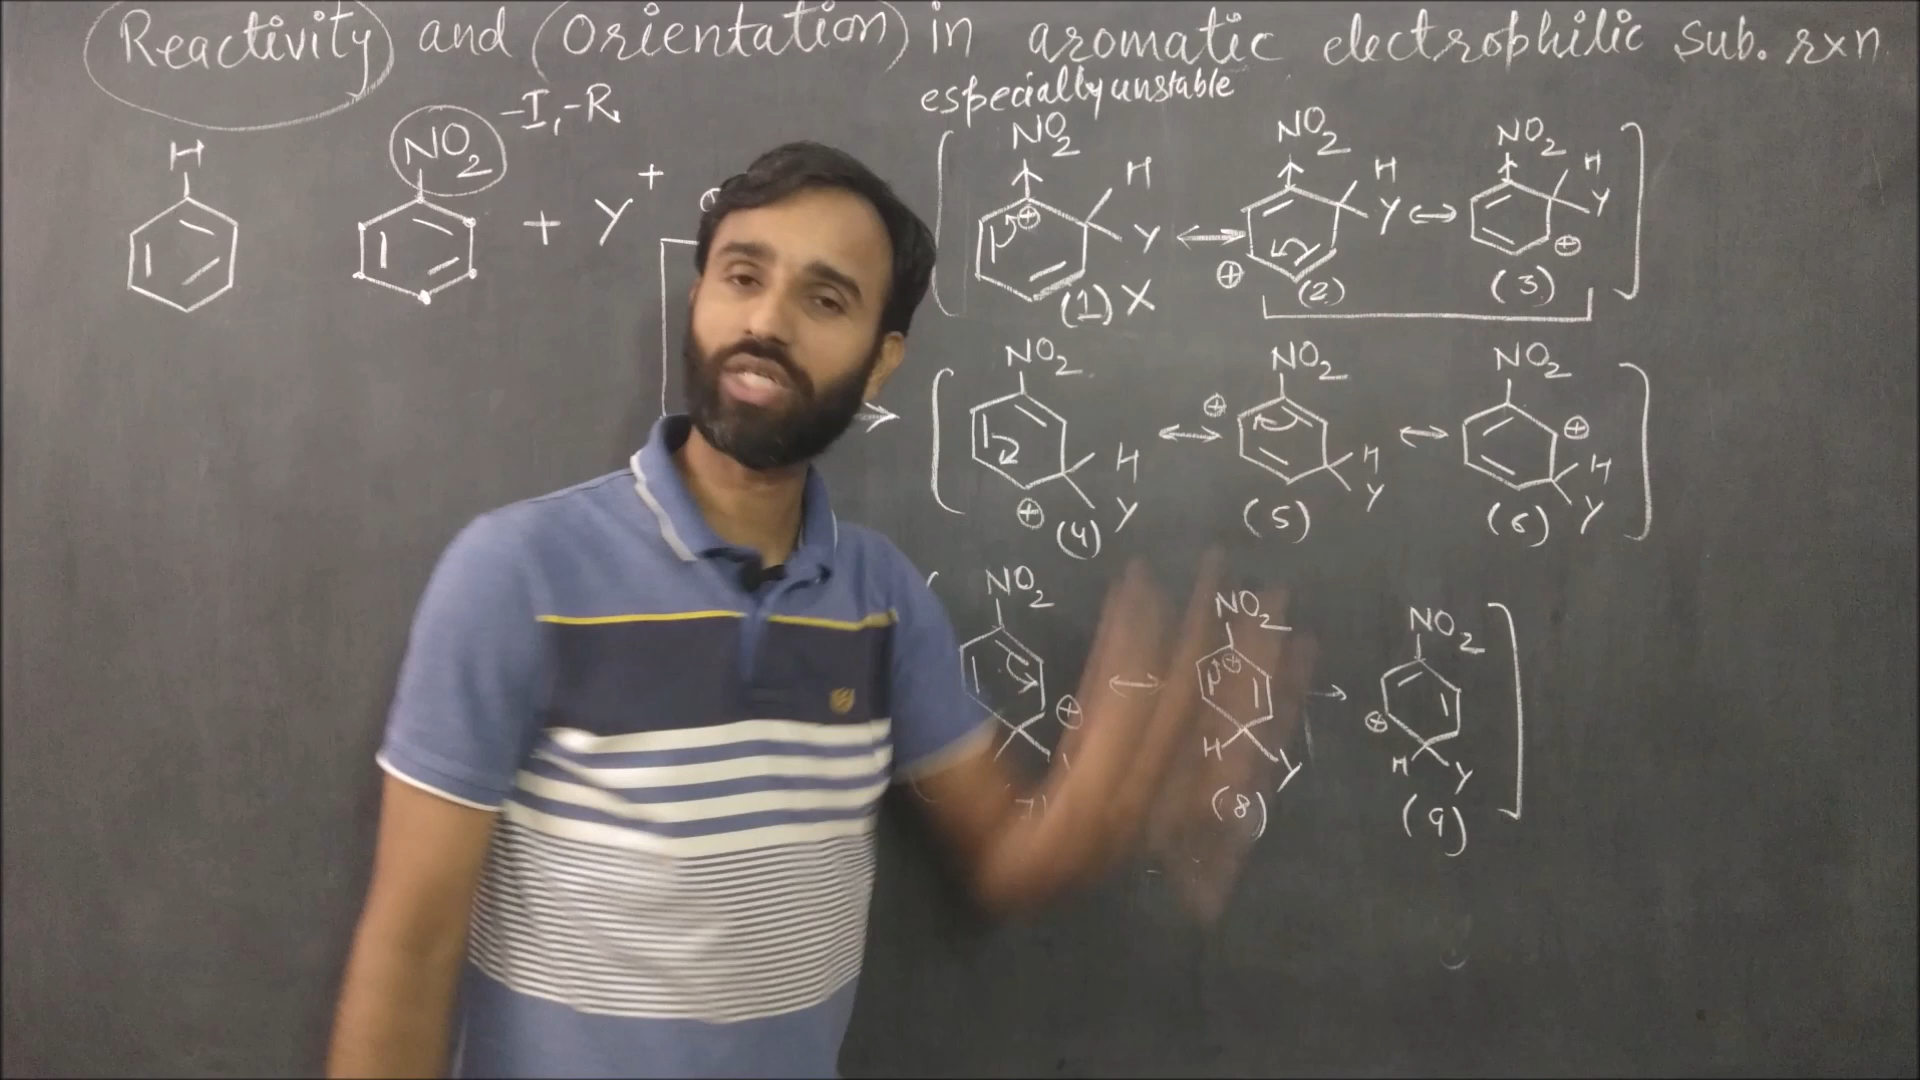 Reactivity and Orientation in aromatic electrophilic sub. rxn
especially unstable
-I, -R
H
NO2
+ Y+
NO2 H Y (1) X
NO2 H Y ⊕ (2)
NO2 H Y ⊕ (3)
NO2 H Y ⊕ (4)
NO2 ⊕ H Y (5)
NO2 ⊕ H Y (6)
NO2 ⊕
NO2 ⊕ H Y (8)
NO2 ⊕ H Y (9)